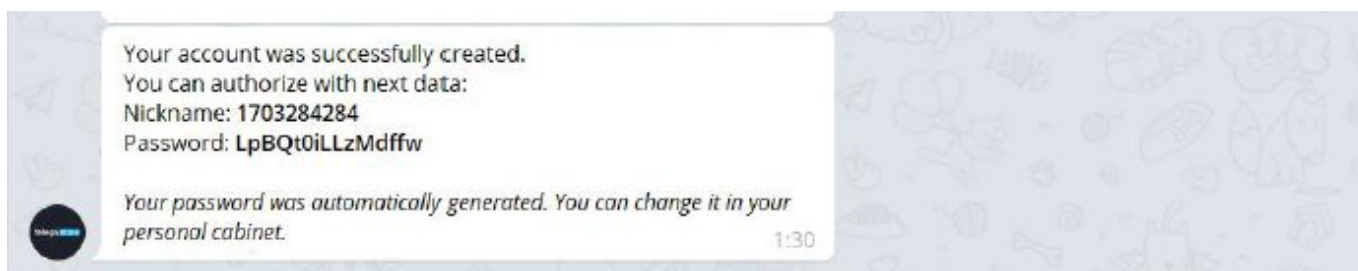 Your account was successfully created.
You can authorize with next data:
Nickname: 1703284284
Password: LpBQt0iLLzMdffw
Your password was automatically generated. You can change it in your
personal cabinet.
1:30